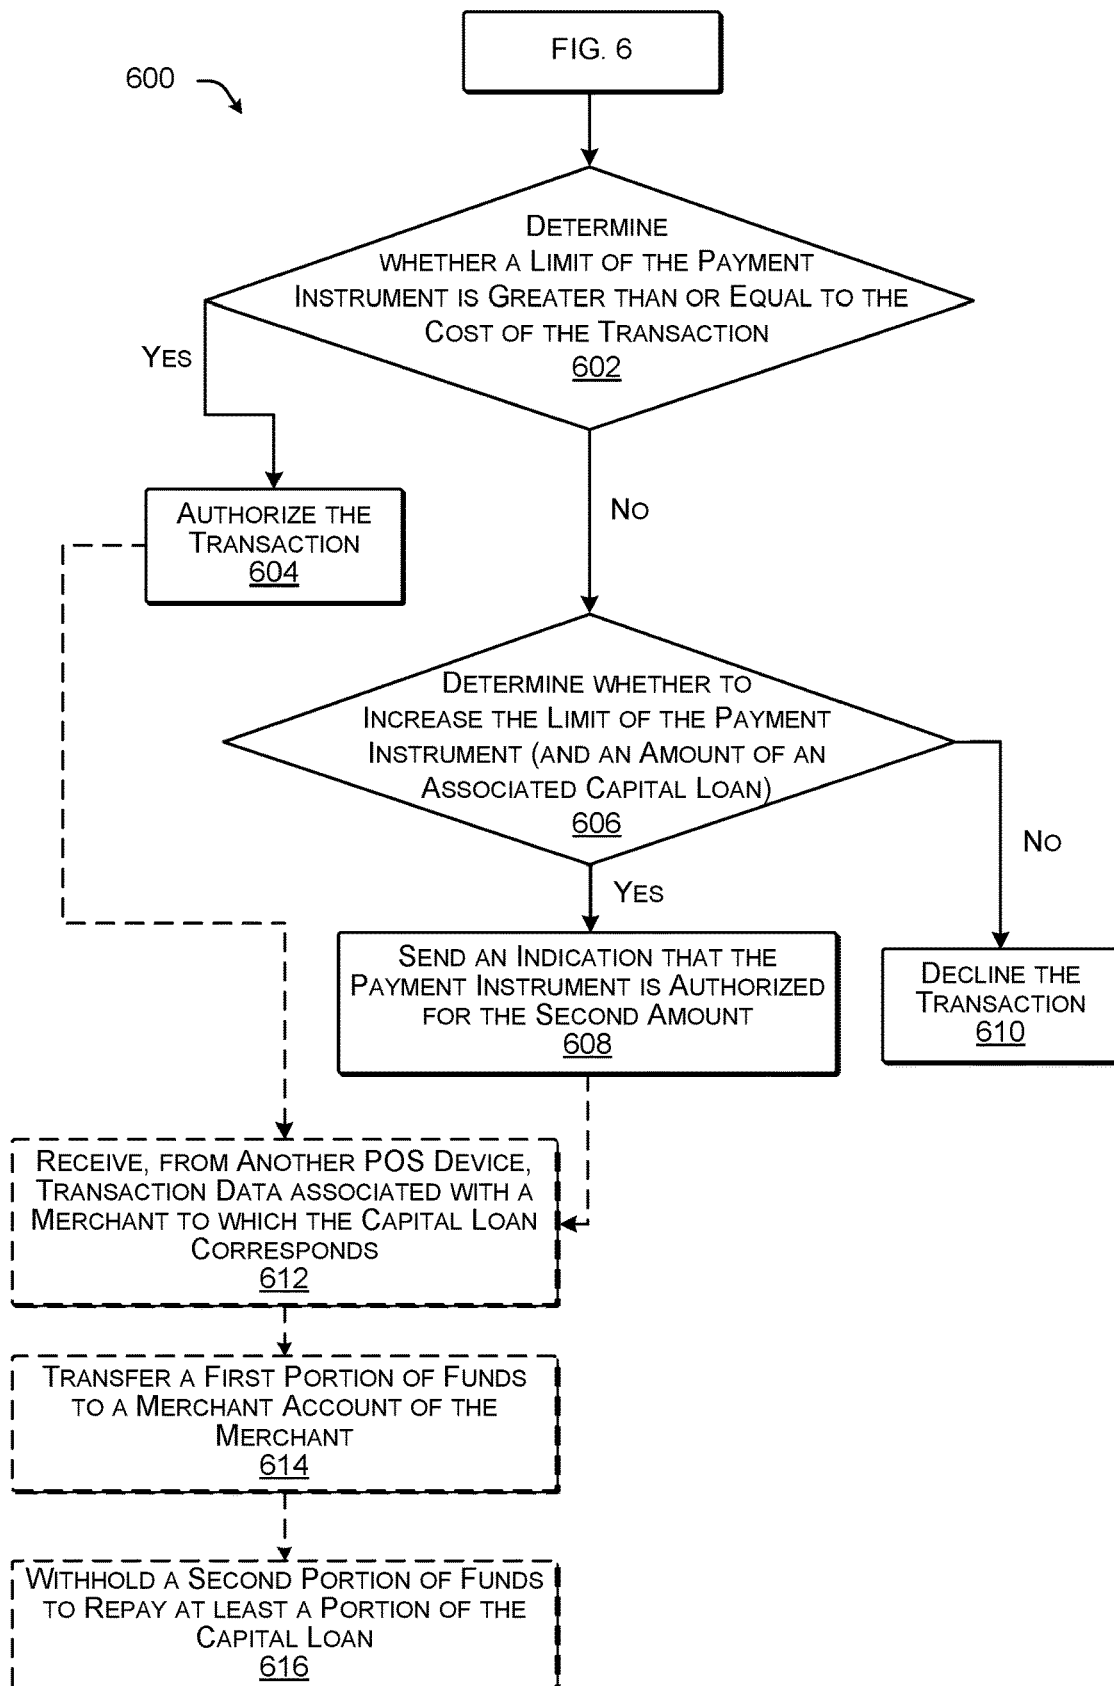 FIG. 6
600
DETERMINE
WHETHER A LIMIT OF THE PAYMENT
INSTRUMENT IS GREATER THAN OR EQUAL TO THE
COST OF THE TRANSACTION
602
YES
NO
AUTHORIZE THE
TRANSACTION
604
DETERMINE WHETHER TO
INCREASE THE LIMIT OF THE PAYMENT
INSTRUMENT (AND AN AMOUNT OF AN
ASSOCIATED CAPITAL LOAN)
606
NO
YES
SEND AN INDICATION THAT THE
PAYMENT INSTRUMENT IS AUTHORIZED
FOR THE SECOND AMOUNT
608
DECLINE THE
TRANSACTION
610
RECEIVE, FROM ANOTHER POS DEVICE,
TRANSACTION DATA ASSOCIATED WITH A
MERCHANT TO WHICH THE CAPITAL LOAN
CORRESPONDS
612
TRANSFER A FIRST PORTION OF FUNDS
TO A MERCHANT ACCOUNT OF THE
MERCHANT
614
WITHHOLD A SECOND PORTION OF FUNDS
TO REPAY AT LEAST A PORTION OF THE
CAPITAL LOAN
616